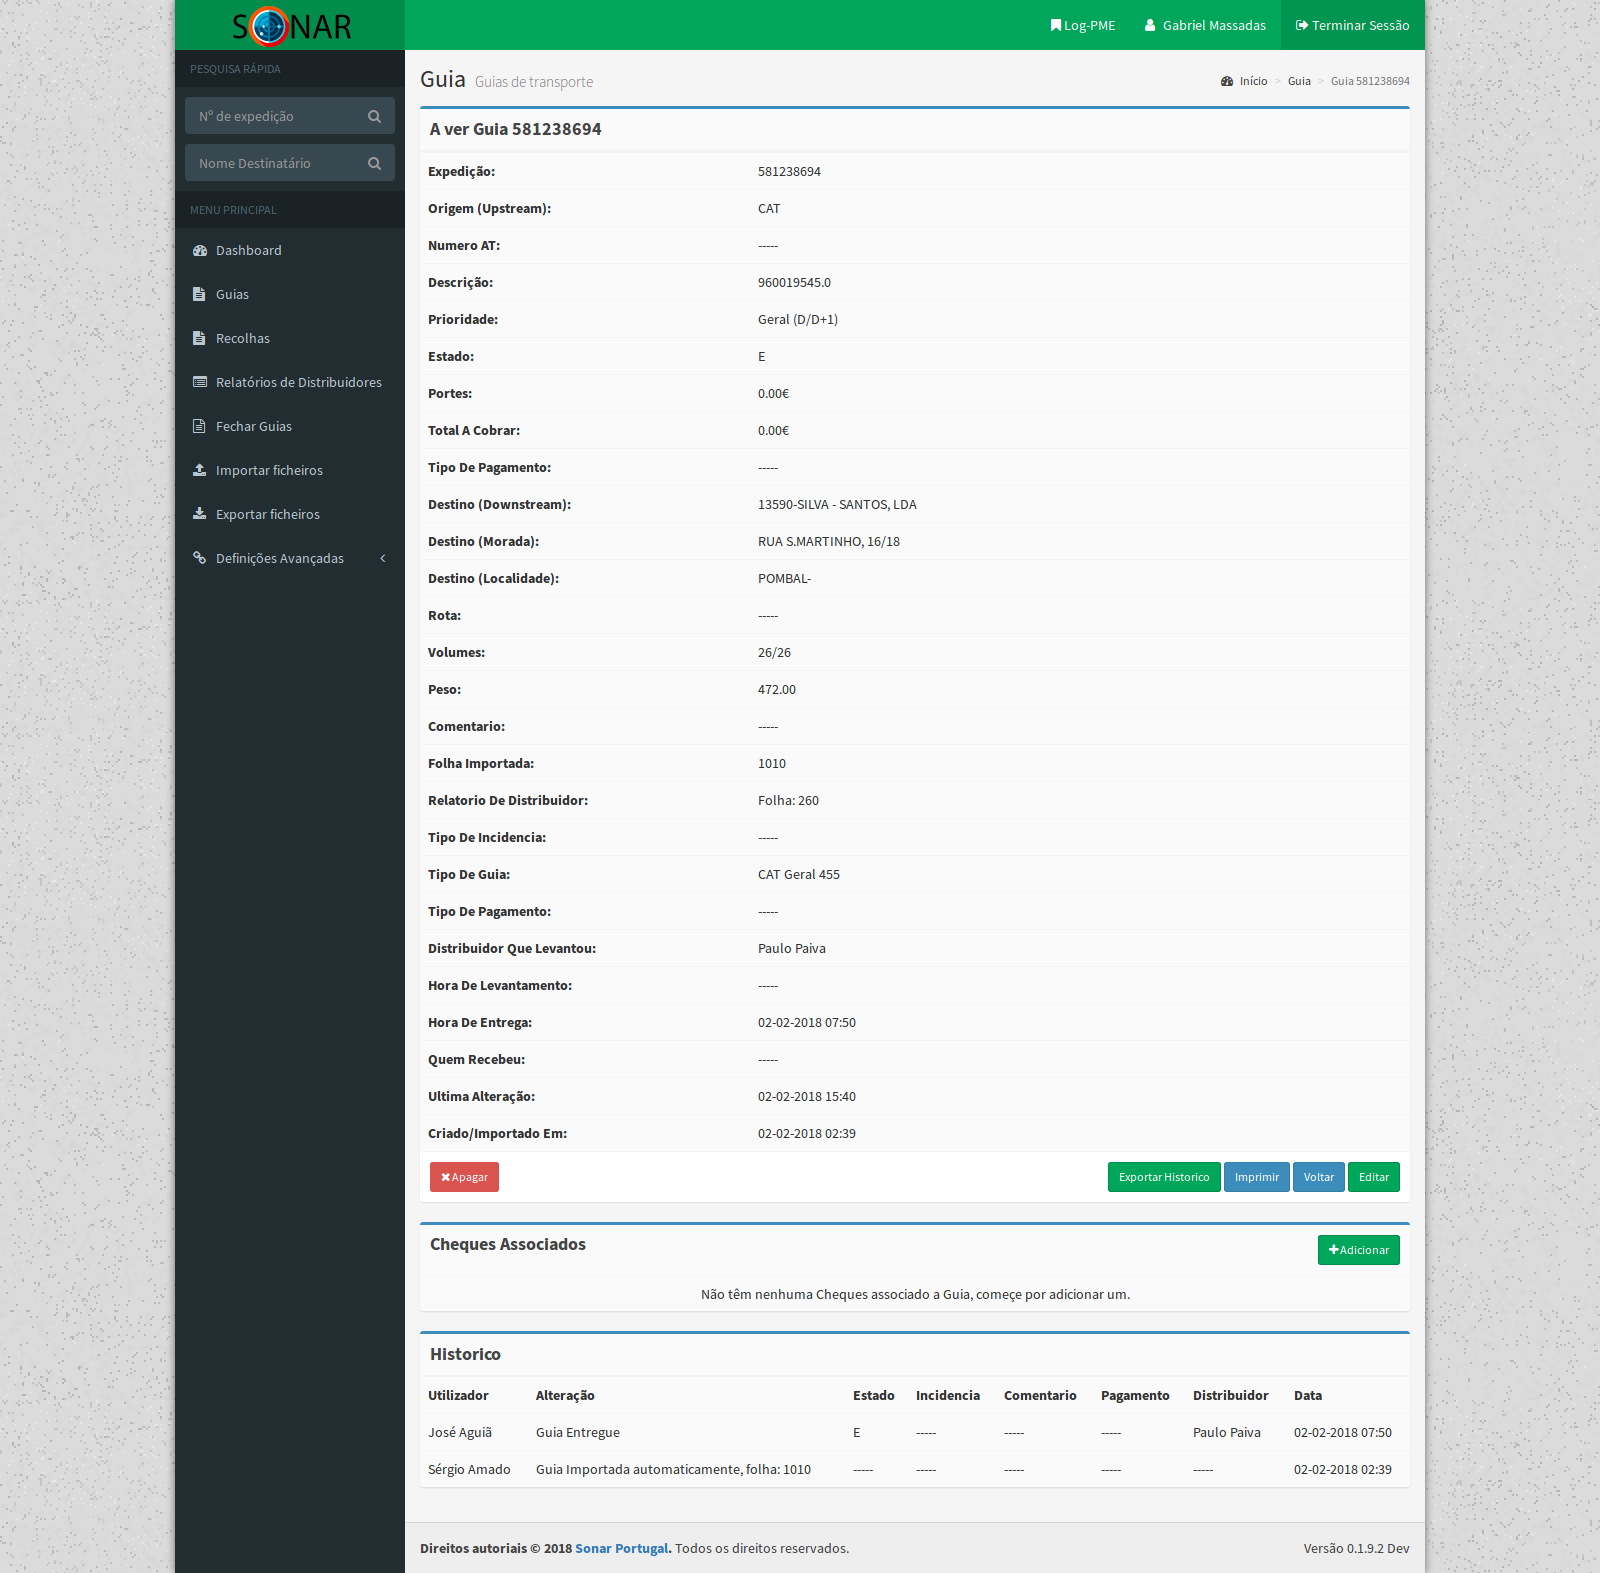 SONAR
Log-PME Gabriel Massadas Terminar Sessão
PESQUISA RÁPIDA
Nº de expedição
Nome Destinatário
MENU PRINCIPAL
Dashboard
Guias
Recolhas
Relatórios de Distribuidores
Fechar Guias
Importar ficheiros
Exportar ficheiros
Definições Avançadas
Guia Guias de transporte
Início > Guia > Guia 581238694
A ver Guia 581238694
Expedição: 581238694
Origem (Upstream): CAT
Numero AT: -----
Descrição: 960019545.0
Prioridade: Geral (D/D+1)
Estado: E
Portes: 0.00€
Total A Cobrar: 0.00€
Tipo De Pagamento: -----
Destino (Downstream): 13590-SILVA - SANTOS, LDA
Destino (Morada): RUA S.MARTINHO, 16/18
Destino (Localidade): POMBAL-
Rota: -----
Volumes: 26/26
Peso: 472.00
Comentario: -----
Folha Importada: 1010
Relatorio De Distribuidor: Folha: 260
Tipo De Incidencia: -----
Tipo De Guia: CAT Geral 455
Tipo De Pagamento: -----
Distribuidor Que Levantou: Paulo Paiva
Hora De Levantamento: -----
Hora De Entrega: 02-02-2018 07:50
Quem Recebeu: -----
Ultima Alteração: 02-02-2018 15:40
Criado/Importado Em: 02-02-2018 02:39
Apagar Exportar Historico Imprimir Voltar Editar
Cheques Associados Adicionar
Não têm nenhuma Cheques associado a Guia, começe por adicionar um.
Historico
Utilizador Alteração Estado Incidencia Comentario Pagamento Distribuidor Data
José Aguiã Guia Entregue E ----- ----- ----- Paulo Paiva 02-02-2018 07:50
Sérgio Amado Guia Importada automaticamente, folha: 1010 ----- ----- ----- ----- ----- 02-02-2018 02:39
Direitos autoriais © 2018 Sonar Portugal. Todos os direitos reservados. Versão 0.1.9.2 Dev